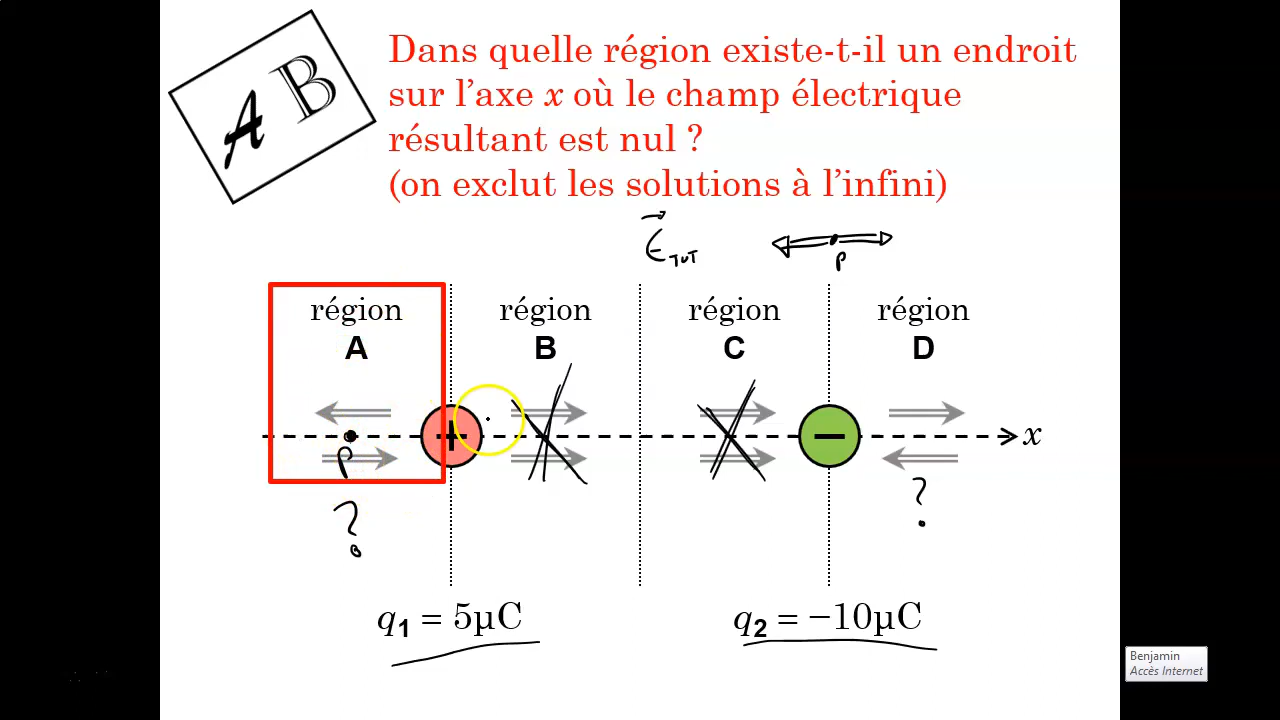 A B
Dans quelle région existe-t-il un endroit
sur l’axe x où le champ électrique
résultant est nul ?
(on exclut les solutions à l’infini)
E TOT
P
région région région région
A B C D
+ − x
P
? ?
q1 = 5µC q2 = −10µC
Benjamin
Accès Internet